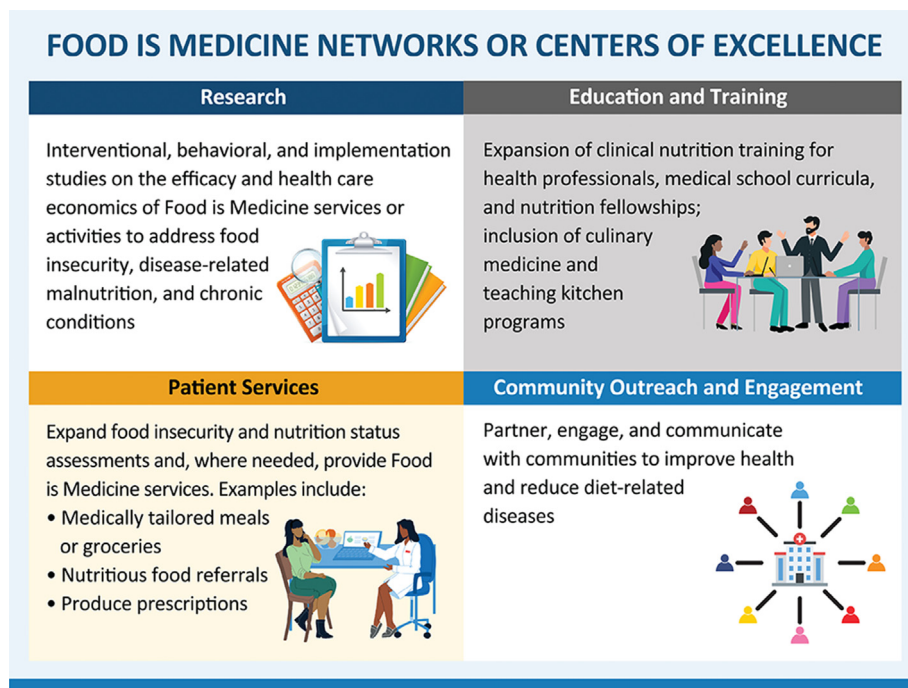 FOOD IS MEDICINE NETWORKS OR CENTERS OF EXCELLENCE
Research
Interventional, behavioral, and implementation
studies on the efficacy and health care
economics of Food is Medicine services or
activities to address food
insecurity, disease-related
malnutrition, and chronic
conditions
Education and Training
Expansion of clinical nutrition training for
health professionals, medical school curricula,
and nutrition fellowships;
inclusion of culinary
medicine and
teaching kitchen
programs
Patient Services
Expand food insecurity and nutrition status
assessments and, where needed, provide Food
is Medicine services. Examples include:
• Medically tailored meals
or groceries
• Nutritious food referrals
• Produce prescriptions
Community Outreach and Engagement
Partner, engage, and communicate
with communities to improve health
and reduce diet-related
diseases